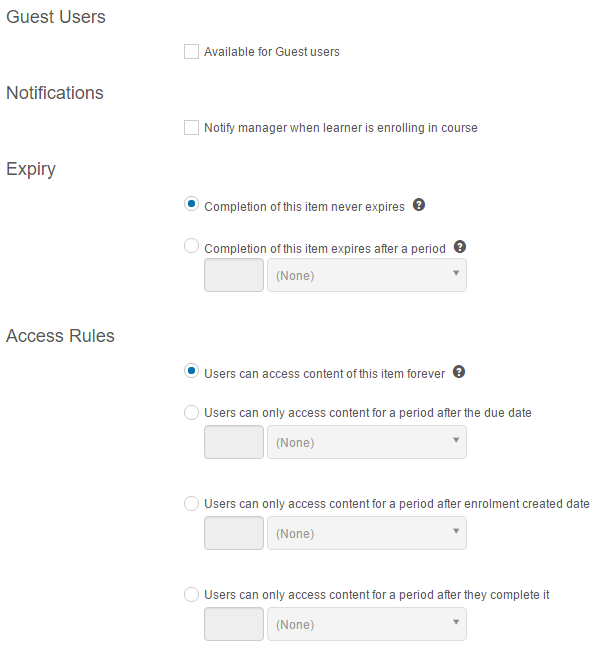 Guest Users
Available for Guest users
Notifications
Notify manager when learner is enrolling in course
Expiry
Completion of this item never expires ?
Completion of this item expires after a period ?
(None)
Access Rules
Users can access content of this item forever ?
Users can only access content for a period after the due date
(None)
Users can only access content for a period after enrolment created date
(None)
Users can only access content for a period after they complete it
(None)